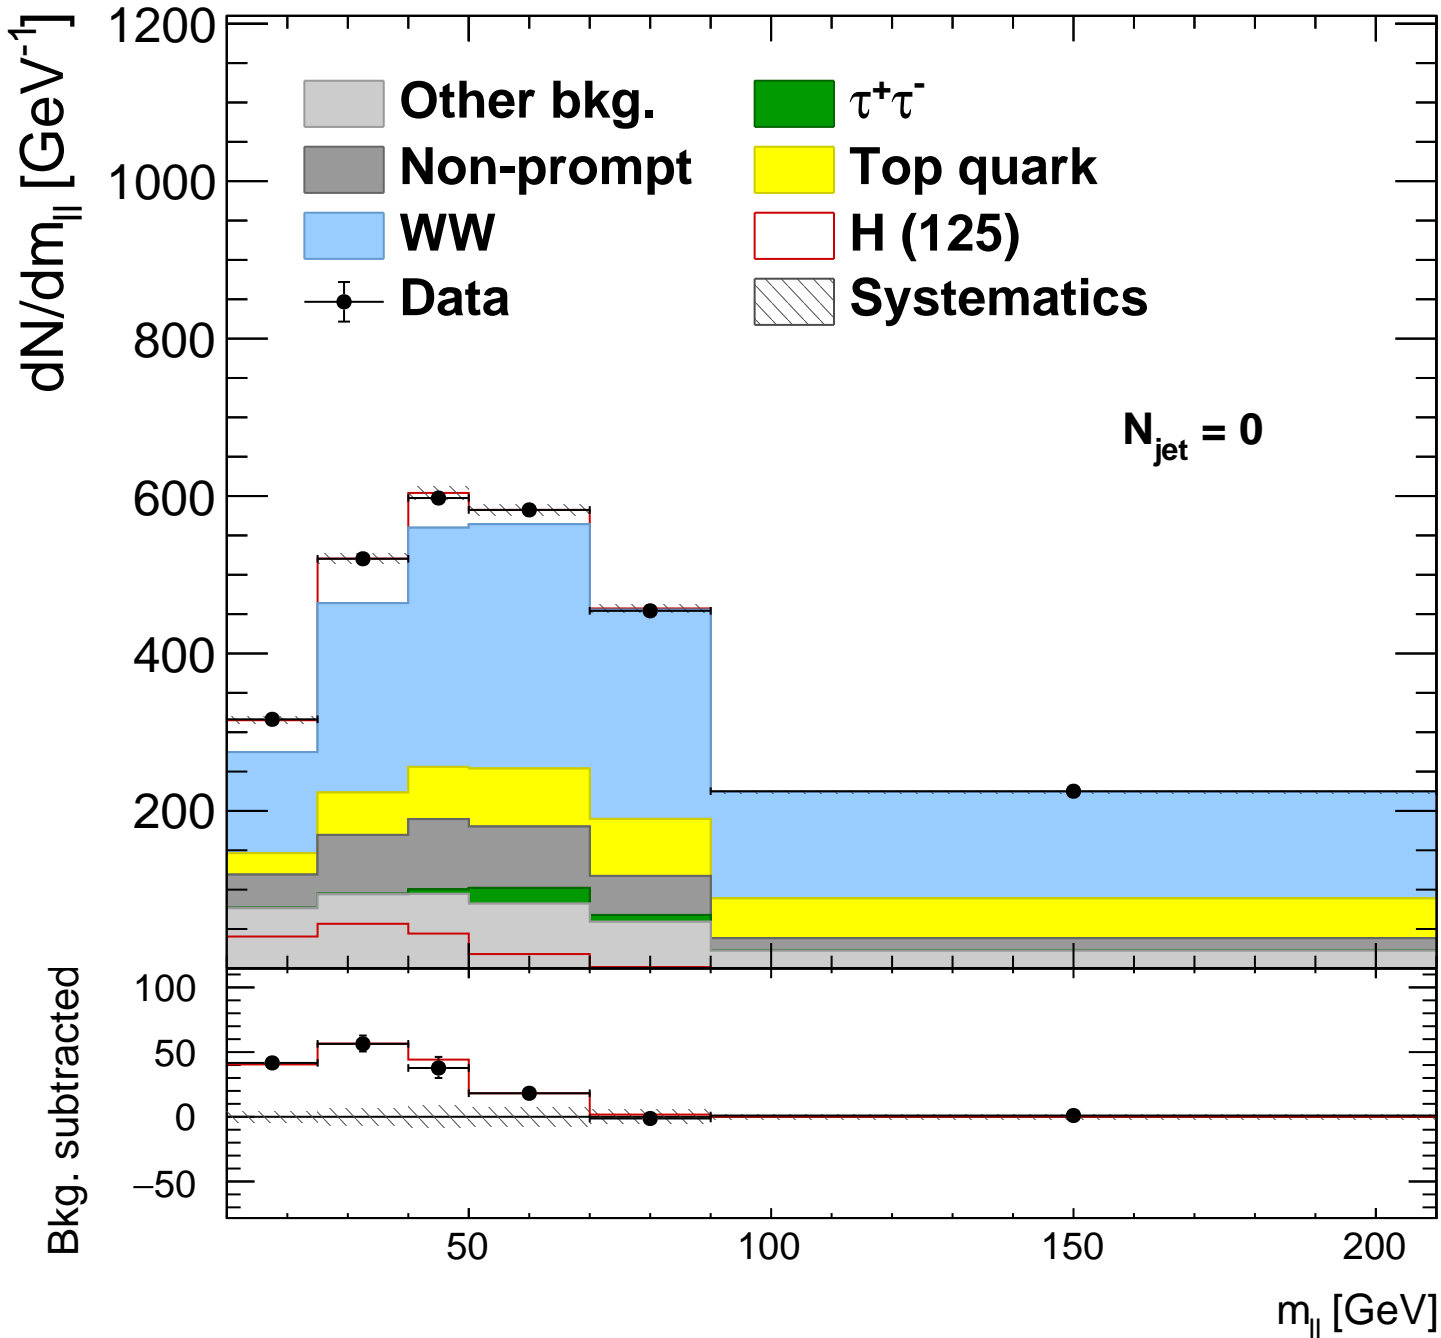 dN/dm_ll [GeV⁻¹]
1200
1000
800
600
400
200
Other bkg.
τ⁺τ⁻
Non-prompt
Top quark
WW
H (125)
Data
Systematics
N_jet = 0
Bkg. subtracted
100
50
0
−50
50
100
150
200
m_ll [GeV]